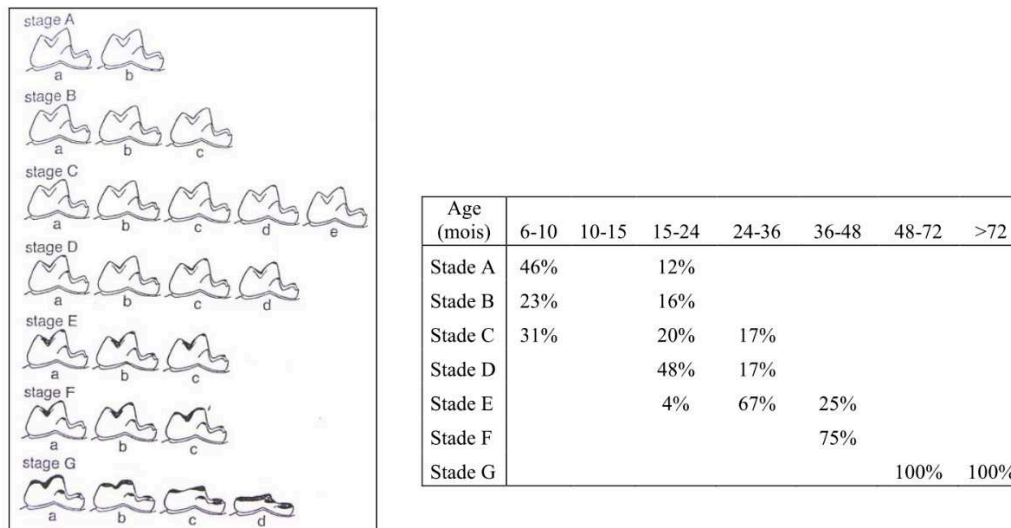 stage A
a b
stage B
a b c
stage C
a b c d e
stage D
a b c d
stage E
a b c
stage F
a b c
stage G
a b c d
Age (mois) 6-10 10-15 15-24 24-36 36-48 48-72 >72
Stade A 46% 12%
Stade B 23% 16%
Stade C 31% 20% 17%
Stade D 48% 17%
Stade E 4% 67% 25%
Stade F 75%
Stade G 100% 100%